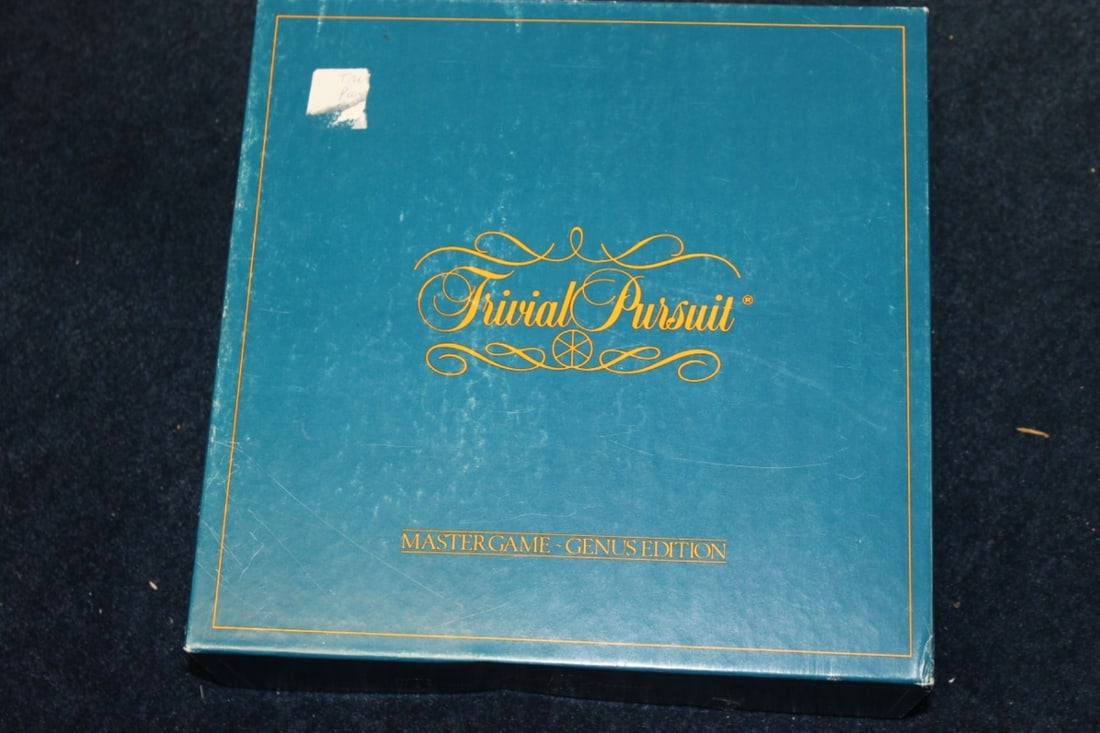 Trivial Pursuit®
MASTER GAME ~ GENUS EDITION